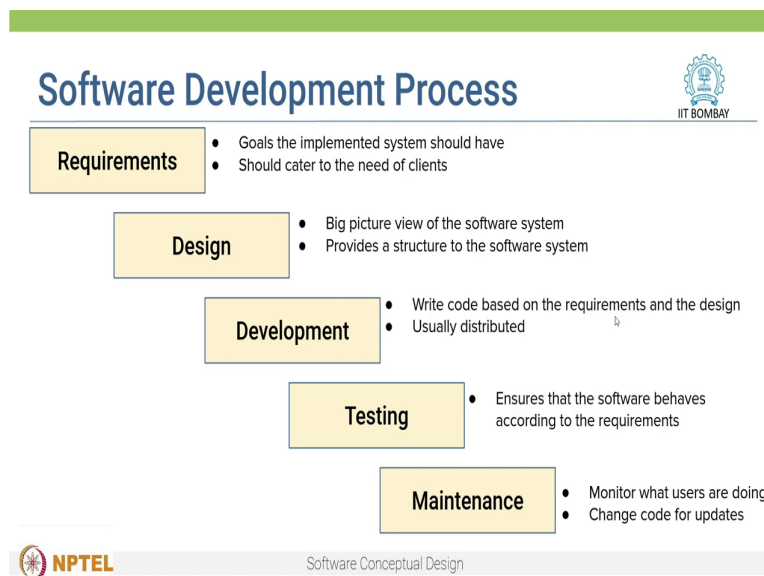 Software Development Process
IIT BOMBAY
Requirements
● Goals the implemented system should have
● Should cater to the need of clients
Design
● Big picture view of the software system
● Provides a structure to the software system
Development
● Write code based on the requirements and the design
● Usually distributed
Testing
● Ensures that the software behaves
according to the requirements
Maintenance
● Monitor what users are doing
● Change code for updates
NPTEL
Software Conceptual Design